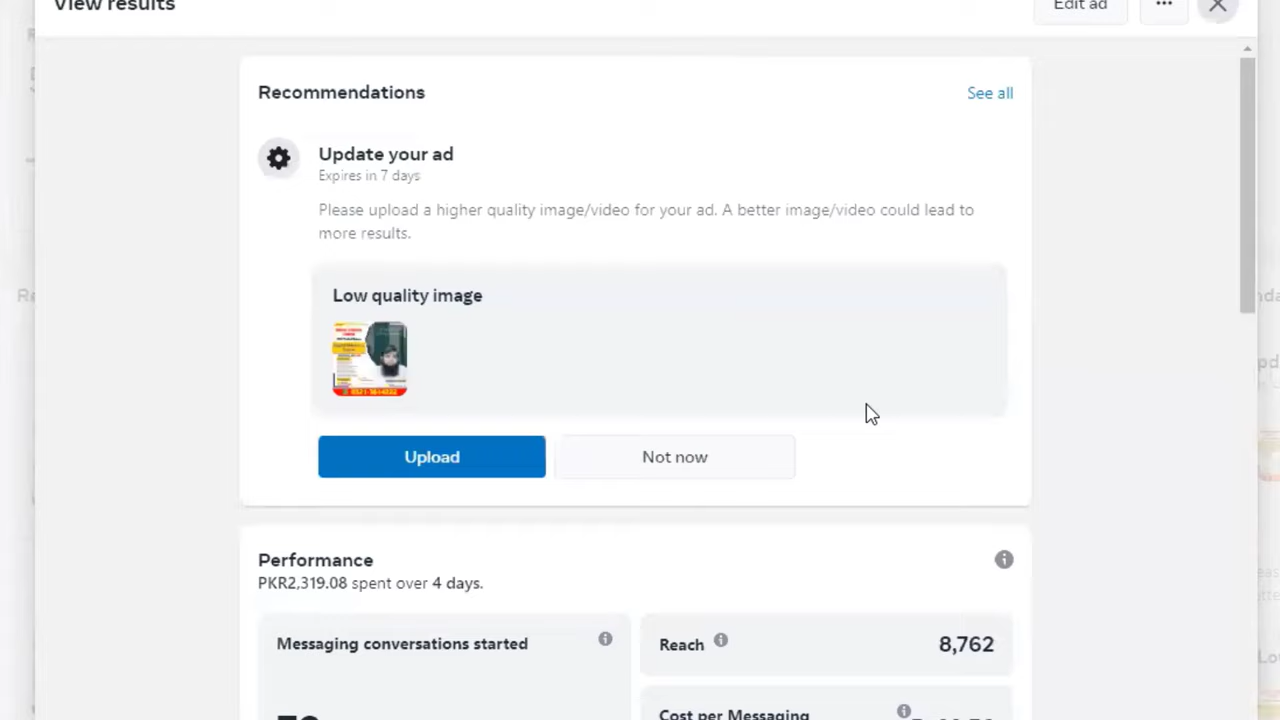 View results
Edit ad
Recommendations
See all
Update your ad
Expires in 7 days
Please upload a higher quality image/video for your ad. A better image/video could lead to
more results.
Low quality image
Upload
Not now
Performance
PKR2,319.08 spent over 4 days.
Messaging conversations started
Reach
8,762
Cost per Messaging